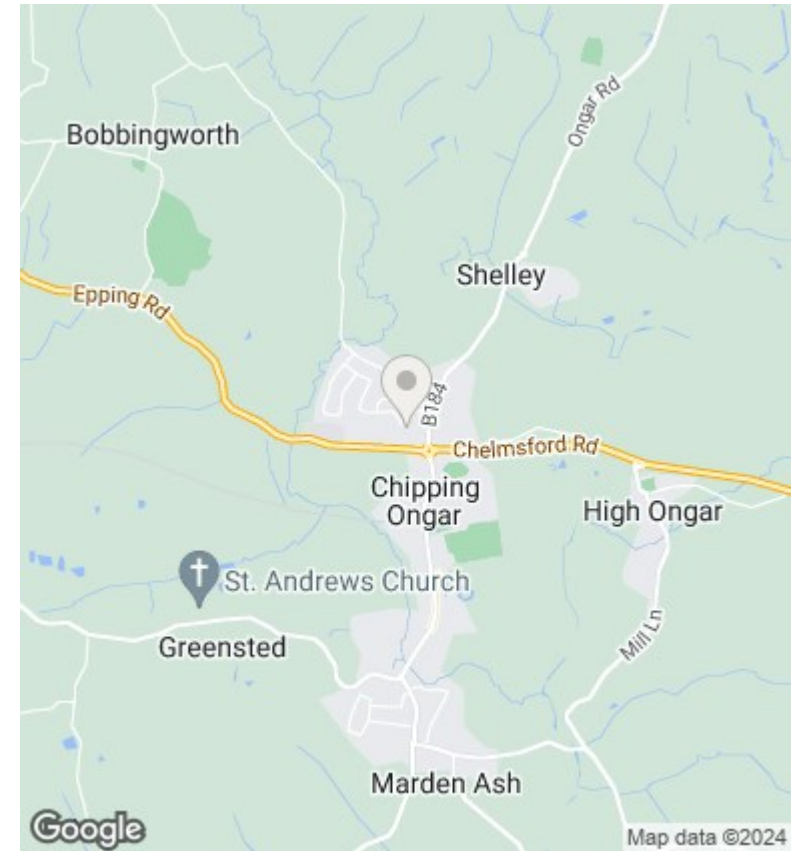 Bobbingworth
Ongar Rd
Shelley
Epping Rd
B184
Chelmsford Rd
Chipping
Ongar
High Ongar
St. Andrews Church
Greensted
Mill Ln
Marden Ash
Google
Map data ©2024